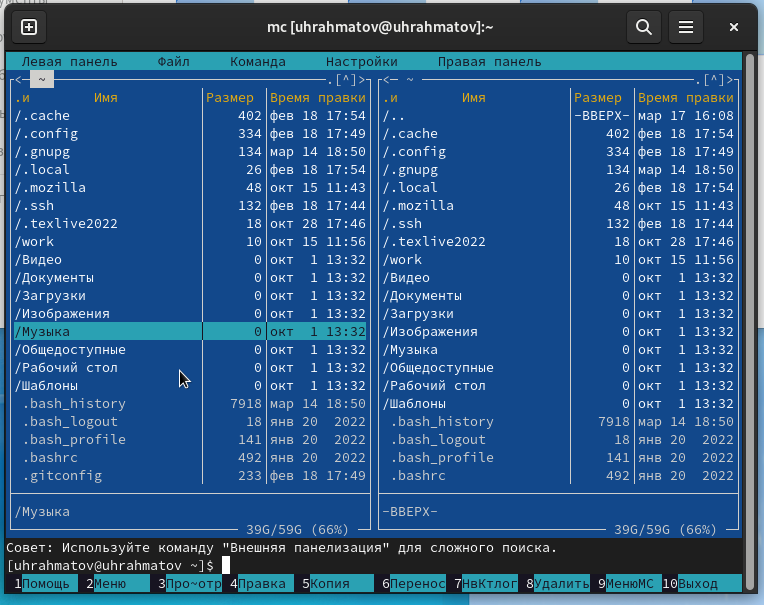 mc [uhrahmatov@uhrahmatov]:~
Левая панель Файл Команда Настройки Правая панель
<— ~ .[^]> <— ~ .[^]>
.и Имя Размер Время правки .и Имя Размер Время правки
/.cache 402 фев 18 17:54 /.. -ВВЕРХ- мар 17 16:08
/.config 334 фев 18 17:49 /.cache 402 фев 18 17:54
/.gnupg 134 мар 14 18:50 /.config 334 фев 18 17:49
/.local 26 фев 18 17:54 /.gnupg 134 мар 14 18:50
/.mozilla 48 окт 15 11:43 /.local 26 фев 18 17:54
/.ssh 132 фев 18 17:44 /.mozilla 48 окт 15 11:43
/.texlive2022 18 окт 28 17:46 /.ssh 132 фев 18 17:44
/work 10 окт 15 11:56 /.texlive2022 18 окт 28 17:46
/Видео 0 окт 1 13:32 /work 10 окт 15 11:56
/Документы 0 окт 1 13:32 /Видео 0 окт 1 13:32
/Загрузки 0 окт 1 13:32 /Документы 0 окт 1 13:32
/Изображения 0 окт 1 13:32 /Загрузки 0 окт 1 13:32
/Музыка 0 окт 1 13:32 /Изображения 0 окт 1 13:32
/Общедоступные 0 окт 1 13:32 /Музыка 0 окт 1 13:32
/Рабочий стол 0 окт 1 13:32 /Общедоступные 0 окт 1 13:32
/Шаблоны 0 окт 1 13:32 /Рабочий стол 0 окт 1 13:32
.bash_history 7918 мар 14 18:50 /Шаблоны 0 окт 1 13:32
.bash_logout 18 янв 20 2022 .bash_history 7918 мар 14 18:50
.bash_profile 141 янв 20 2022 .bash_logout 18 янв 20 2022
.bashrc 492 янв 20 2022 .bash_profile 141 янв 20 2022
.gitconfig 233 фев 18 17:49 .bashrc 492 янв 20 2022
/Музыка -ВВЕРХ-
39G/59G (66%) 39G/59G (66%)
Совет: Используйте команду "Внешняя панелизация" для сложного поиска.
[uhrahmatov@uhrahmatov ~]$
1Помощь 2Меню 3Про~отр 4Правка 5Копия 6Перенос 7НвКтлог 8Удалить 9МенюMC 10Выход